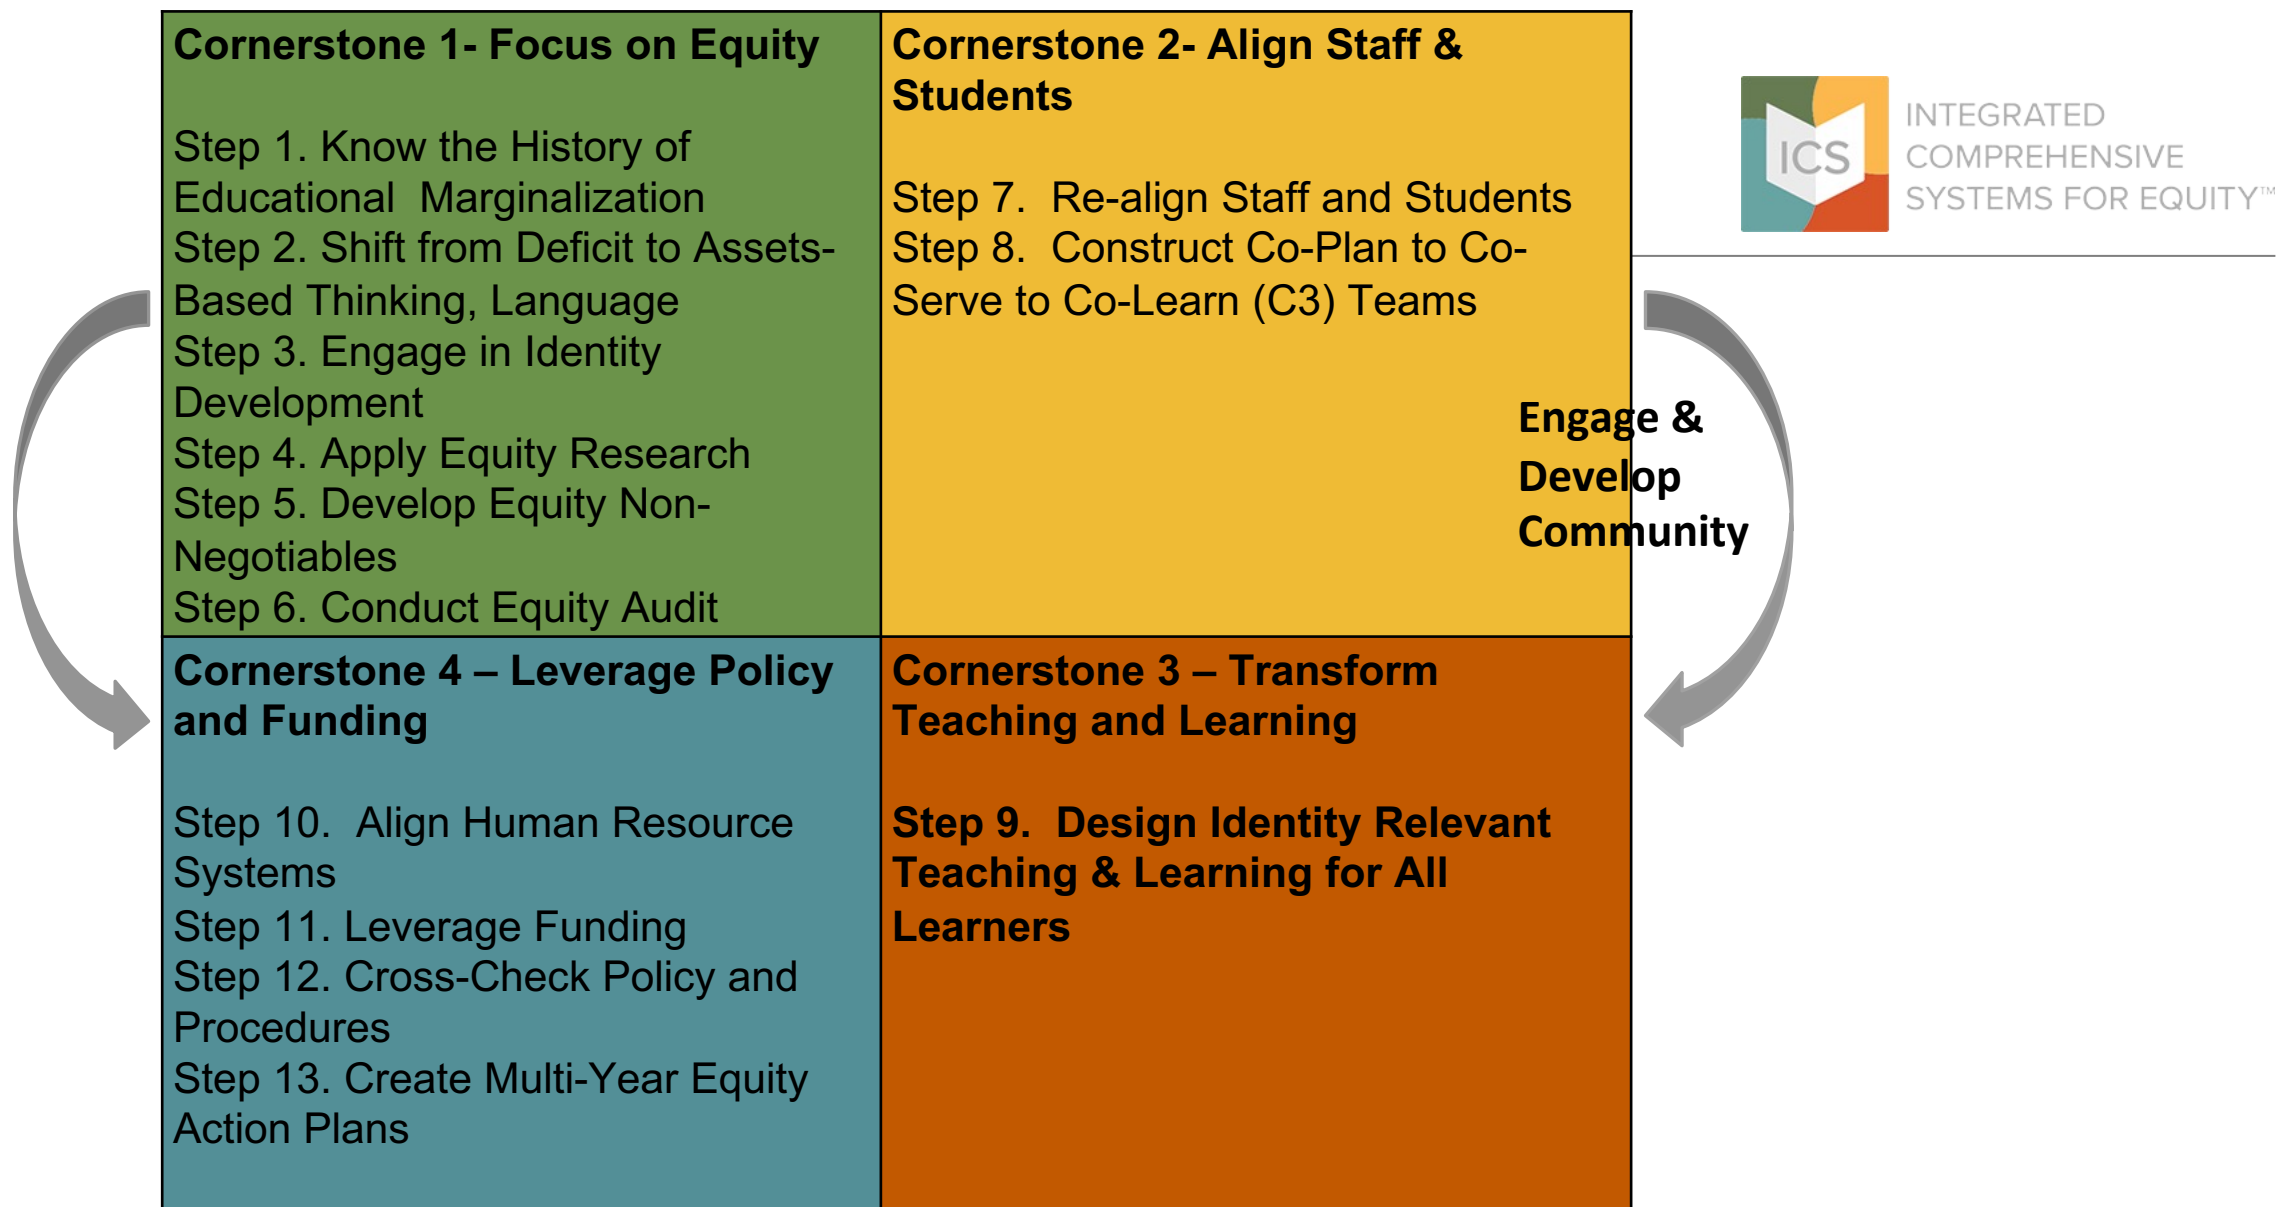 Cornerstone 1- Focus on Equity
Step 1. Know the History of
Educational  Marginalization
Step 2. Shift from Deficit to Assets-
Based Thinking, Language
Step 3. Engage in Identity
Development
Step 4. Apply Equity Research
Step 5. Develop Equity Non-
Negotiables
Step 6. Conduct Equity Audit
Cornerstone 2- Align Staff &
Students
Step 7.  Re-align Staff and Students
Step 8.  Construct Co-Plan to Co-
Serve to Co-Learn (C3) Teams
Engage &
Develop
Community
ICS
INTEGRATED
COMPREHENSIVE
SYSTEMS FOR EQUITY™
Cornerstone 4 – Leverage Policy
and Funding
Step 10.  Align Human Resource
Systems
Step 11. Leverage Funding
Step 12. Cross-Check Policy and
Procedures
Step 13. Create Multi-Year Equity
Action Plans
Cornerstone 3 – Transform
Teaching and Learning
Step 9.  Design Identity Relevant
Teaching & Learning for All
Learners